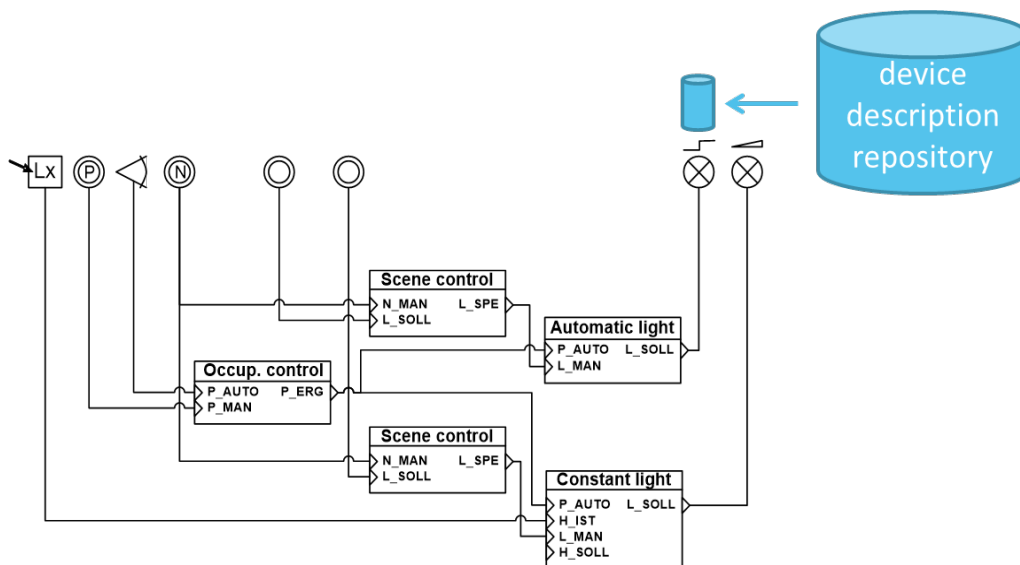 device
description
repository
Lx P N
Scene control
N_MAN L_SPE
L_SOLL
Automatic light
P_AUTO L_SOLL
L_MAN
Occup. control
P_AUTO P_ERG
P_MAN
Scene control
N_MAN L_SPE
L_SOLL
Constant light
P_AUTO L_SOLL
H_IST
L_MAN
H_SOLL